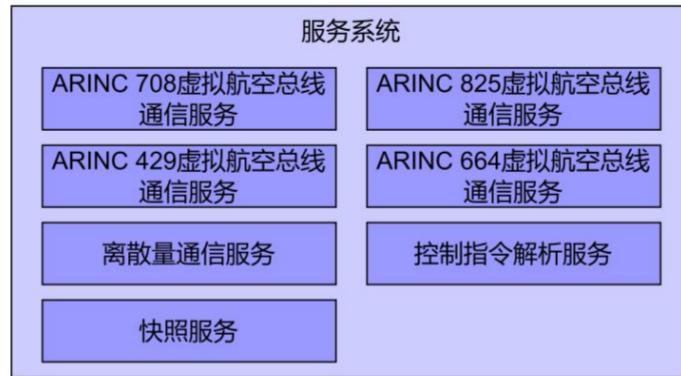 服务系统
ARINC 708虚拟航空总线
通信服务
ARINC 825虚拟航空总线
通信服务
ARINC 429虚拟航空总线
通信服务
ARINC 664虚拟航空总线
通信服务
离散量通信服务
控制指令解析服务
快照服务